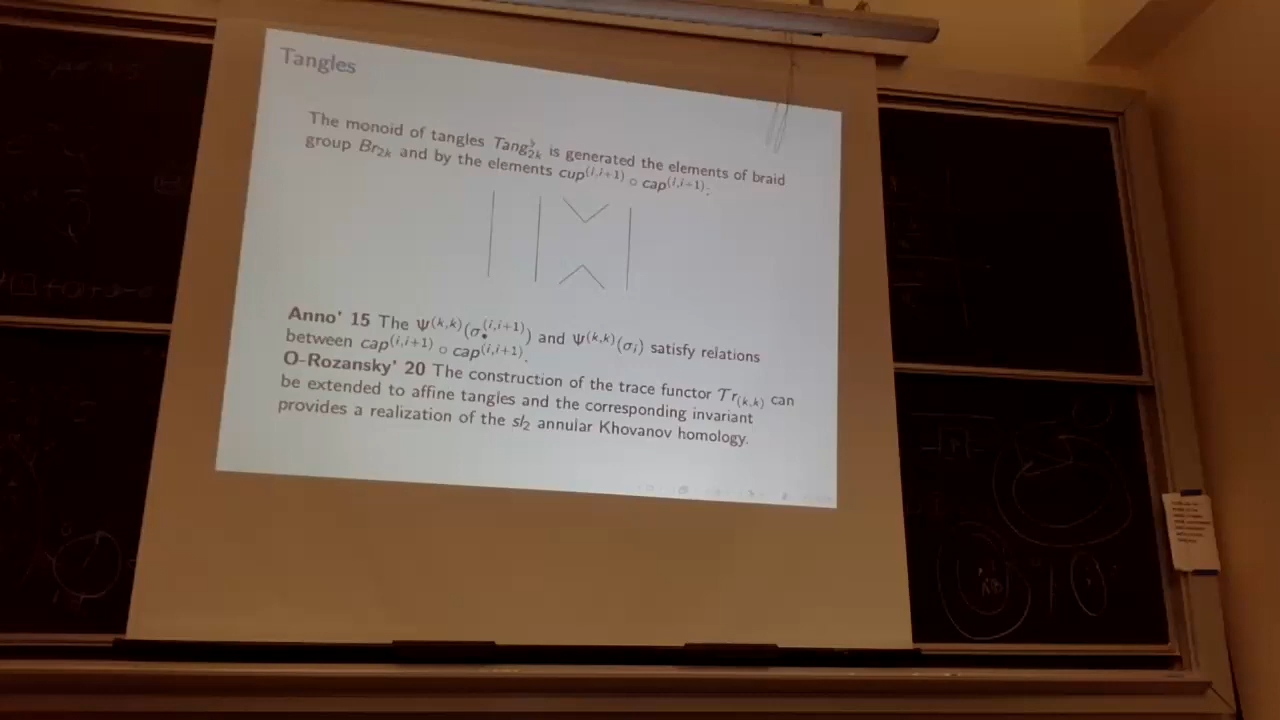 Tangles
The monoid of tangles Tang♭₂ₖ is generated the elements of braid
group Br₂ₖ and by the elements cup⁽ⁱ,ⁱ⁺¹⁾ ∘ cap⁽ⁱ,ⁱ⁺¹⁾:
Anno' 15 The Ψ⁽ᵏ,ᵏ⁾(σ•⁽ⁱ,ⁱ⁺¹⁾) and Ψ⁽ᵏ,ᵏ⁾(σᵢ) satisfy relations
between cap⁽ⁱ,ⁱ⁺¹⁾ ∘ cap⁽ⁱ,ⁱ⁺¹⁾.
O-Rozansky' 20 The construction of the trace functor 𝒯r₍ₖ,ₖ₎ can
be extended to affine tangles and the corresponding invariant
provides a realization of the sl₂ annular Khovanov homology.